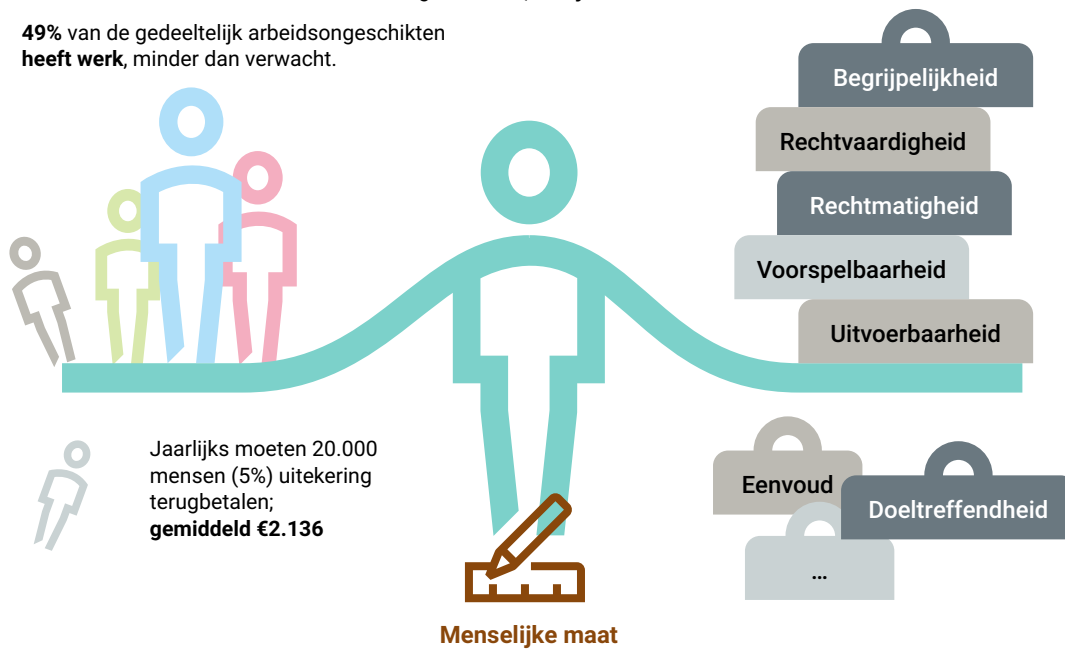 49% van de gedeeltelijk arbeidsongeschikten
heeft werk, minder dan verwacht.
Begrijpelijkheid
Rechtvaardigheid
Rechtmatigheid
Voorspelbaarheid
Uitvoerbaarheid
Jaarlijks moeten 20.000
mensen (5%) uitekering
terugbetalen;
gemiddeld €2.136
Eenvoud
Doeltreffendheid
...
Menselijke maat